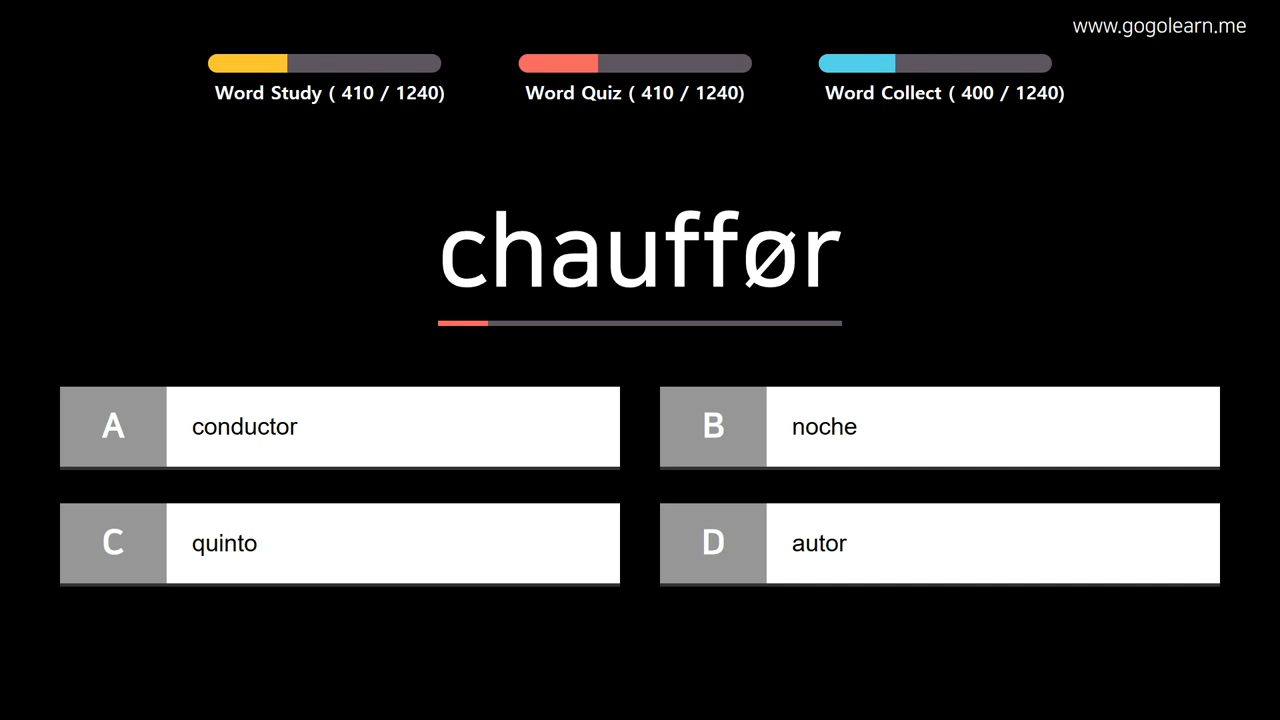 www.gogolearn.me
Word Study ( 410 / 1240)
Word Quiz ( 410 / 1240)
Word Collect ( 400 / 1240)
chauffør
A conductor
B noche
C quinto
D autor